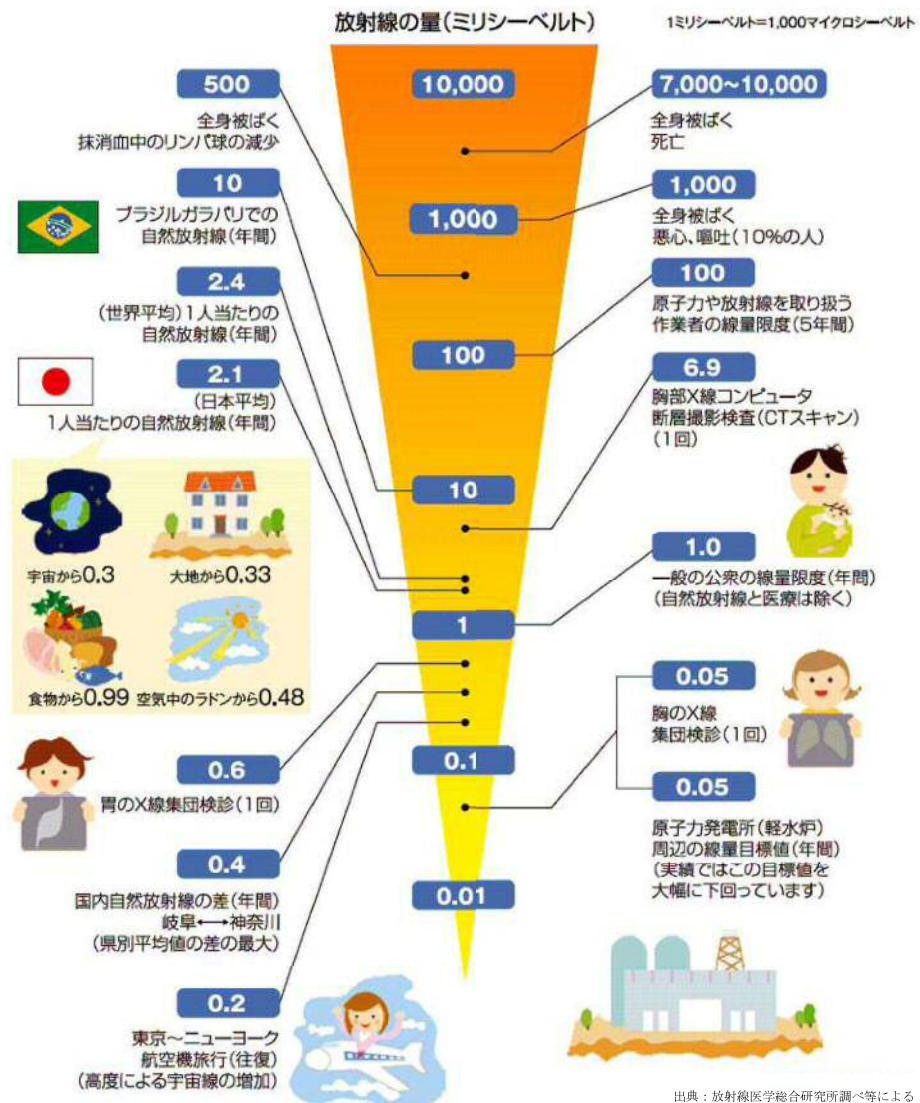 放射線の量(ミリシーベルト)
1ミリシーベルト=1,000マイクロシーベルト
500
全身被ばく
抹消血中のリンパ球の減少
10
ブラジルガラパリでの
自然放射線(年間)
2.4
(世界平均)1人当たりの
自然放射線(年間)
2.1
(日本平均)
1人当たりの自然放射線(年間)
宇宙から0.3
大地から0.33
食物から0.99
空気中のラドンから0.48
0.6
胃のX線集団検診(1回)
0.4
国内自然放射線の差(年間)
岐阜⟷神奈川
(県別平均値の差の最大)
0.2
東京〜ニューヨーク
航空機旅行(往復)
(高度による宇宙線の増加)
10,000
1,000
100
10
1
0.1
0.01
7,000〜10,000
全身被ばく
死亡
1,000
全身被ばく
悪心、嘔吐(10%の人)
100
原子力や放射線を取り扱う
作業者の線量限度(5年間)
6.9
胸部X線コンピュータ
断層撮影検査(CTスキャン)
(1回)
1.0
一般の公衆の線量限度(年間)
(自然放射線と医療は除く)
0.05
胸のX線
集団検診(1回)
0.05
原子力発電所(軽水炉)
周辺の線量目標値(年間)
(実績ではこの目標値を
大幅に下回っています)
出典:放射線医学総合研究所調べ等による